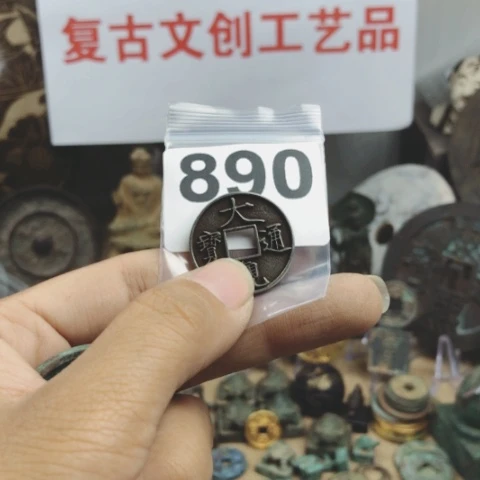 复古文创工艺品
890
大
寶 通